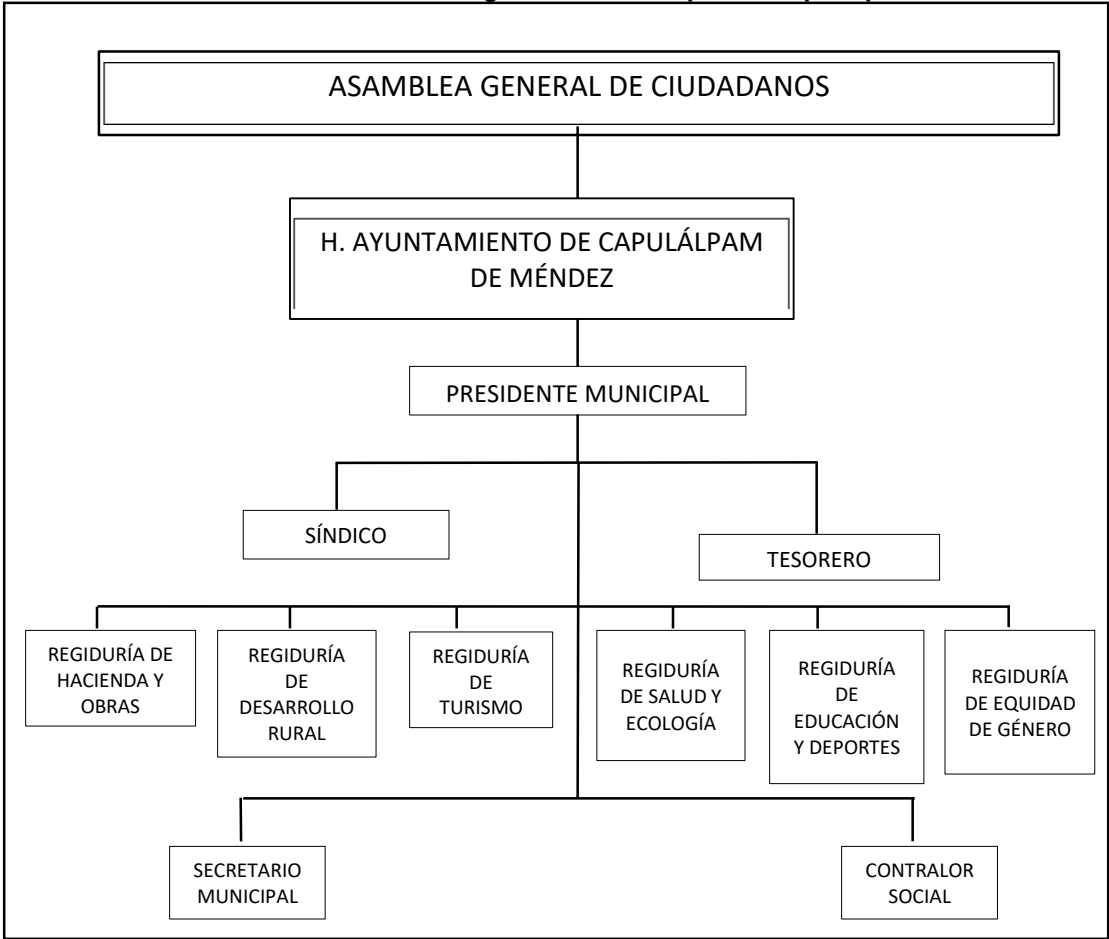 ASAMBLEA GENERAL DE CIUDADANOS
H. AYUNTAMIENTO DE CAPULÁLPAM
DE MÉNDEZ
PRESIDENTE MUNICIPAL
SÍNDICO
TESORERO
REGIDURÍA DE
HACIENDA Y
OBRAS
REGIDURÍA
DE
DESARROLLO
RURAL
REGIDURÍA
DE
TURISMO
REGIDURÍA
DE SALUD Y
ECOLOGÍA
REGIDURÍA
DE
EDUCACIÓN
Y DEPORTES
REGIDURÍA
DE EQUIDAD
DE GÉNERO
SECRETARIO
MUNICIPAL
CONTRALOR
SOCIAL